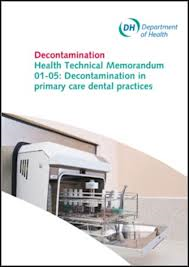 DH Department
of Health
Decontamination
Health Technical Memorandum
01-05: Decontamination in
primary care dental practices